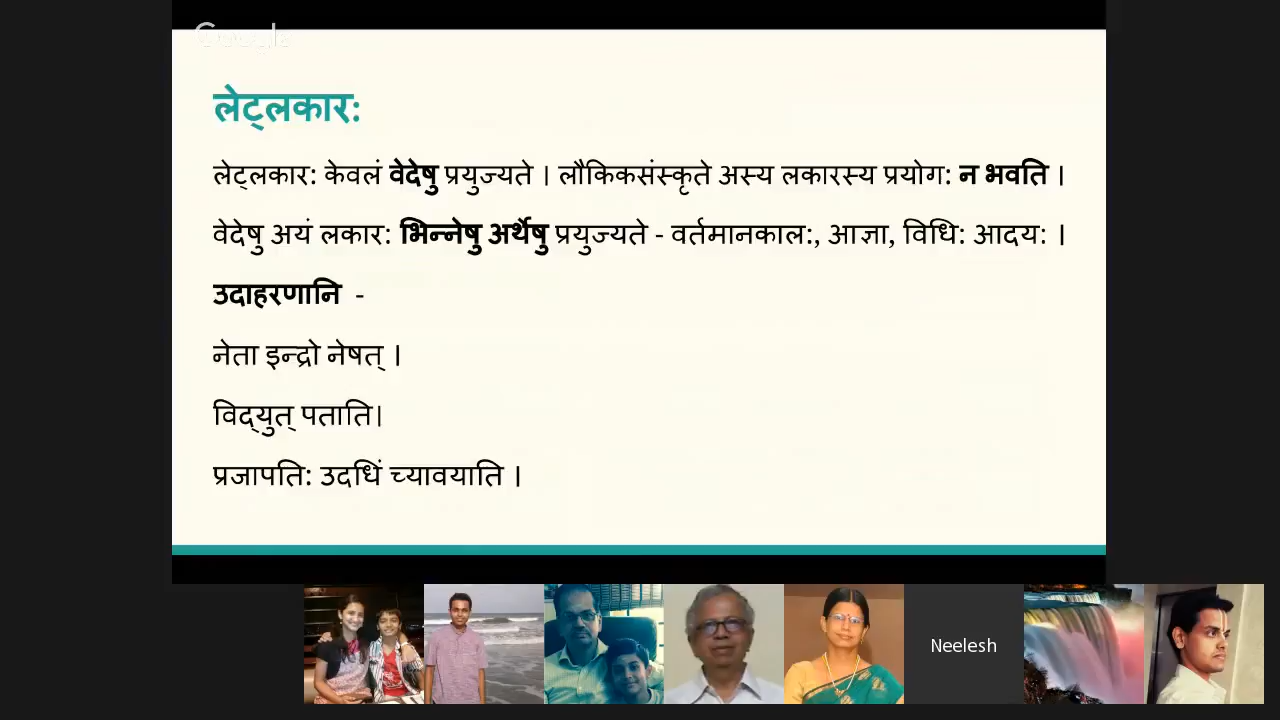 Google
लेट्लकार:
लेट्लकार: केवलं वेदेषु प्रयुज्यते । लौकिकसंस्कृते अस्य लकारस्य प्रयोग: न भवति ।
वेदेषु अयं लकार: भिन्नेषु अर्थेषु प्रयुज्यते - वर्तमानकाल:, आज्ञा, विधि: आदय: ।
उदाहरणानि -
नेता इन्द्रो नेषत् ।
विद्युत् पताति।
प्रजापति: उदधिं च्यावयाति ।
Neelesh